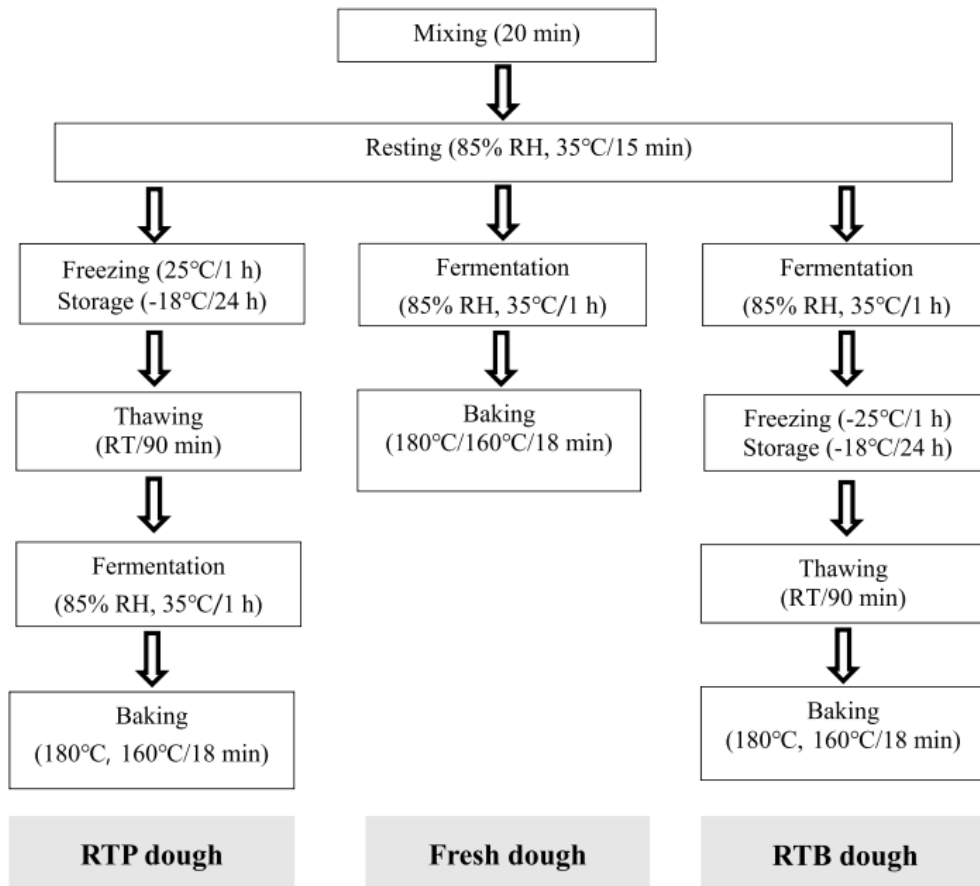 Mixing (20 min)
Resting (85% RH, 35℃/15 min)
Freezing (25℃/1 h)
Storage (-18℃/24 h)
Thawing
(RT/90 min)
Fermentation
(85% RH, 35℃/1 h)
Baking
(180℃, 160℃/18 min)
RTP dough
Fermentation
(85% RH, 35℃/1 h)
Baking
(180℃/160℃/18 min)
Fresh dough
Fermentation
(85% RH, 35℃/1 h)
Freezing (-25℃/1 h)
Storage (-18℃/24 h)
Thawing
(RT/90 min)
Baking
(180℃, 160℃/18 min)
RTB dough